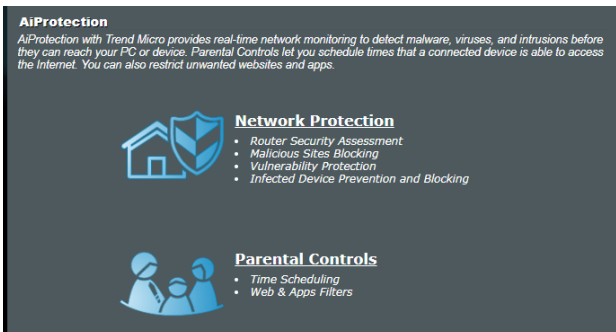 AiProtection
AiProtection with Trend Micro provides real-time network monitoring to detect malware, viruses, and intrusions before
they can reach your PC or device. Parental Controls let you schedule times that a connected device is able to access
the Internet. You can also restrict unwanted websites and apps.
Network Protection
• Router Security Assessment
• Malicious Sites Blocking
• Vulnerability Protection
• Infected Device Prevention and Blocking
Parental Controls
• Time Scheduling
• Web & Apps Filters